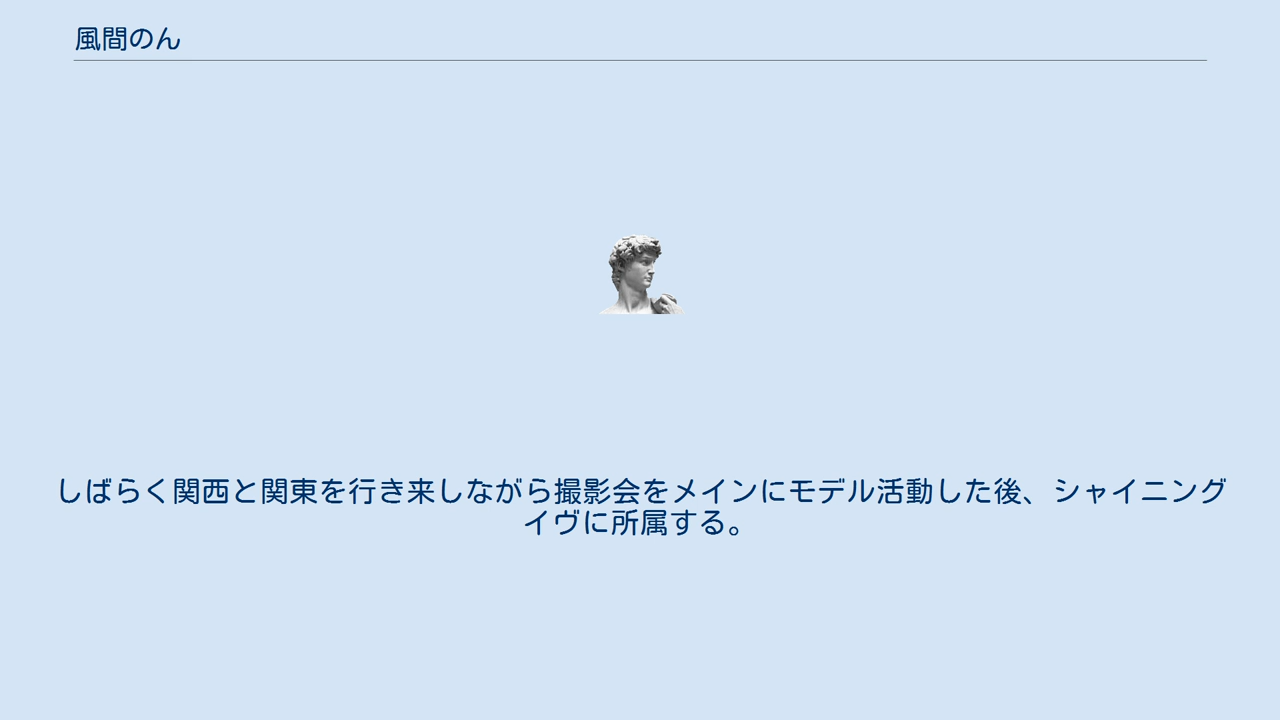 風間のん
しばらく関西と関東を行き来しながら撮影会をメインにモデル活動した後、シャイニング
イヴに所属する。